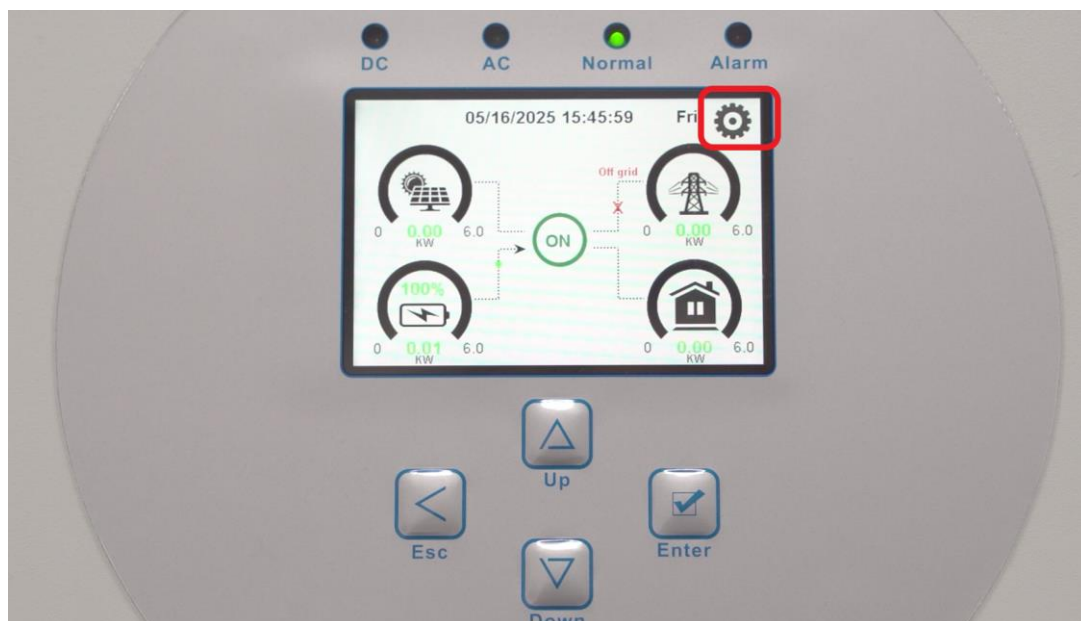 DC AC Normal Alarm
05/16/2025 15:45:59 Fri
Off grid
0 0.00 6.0
KW
ON
0 0.00 6.0
KW
100%
0 0.01 6.0
KW
0 0.00 6.0
KW
Up
Esc
Enter
Down